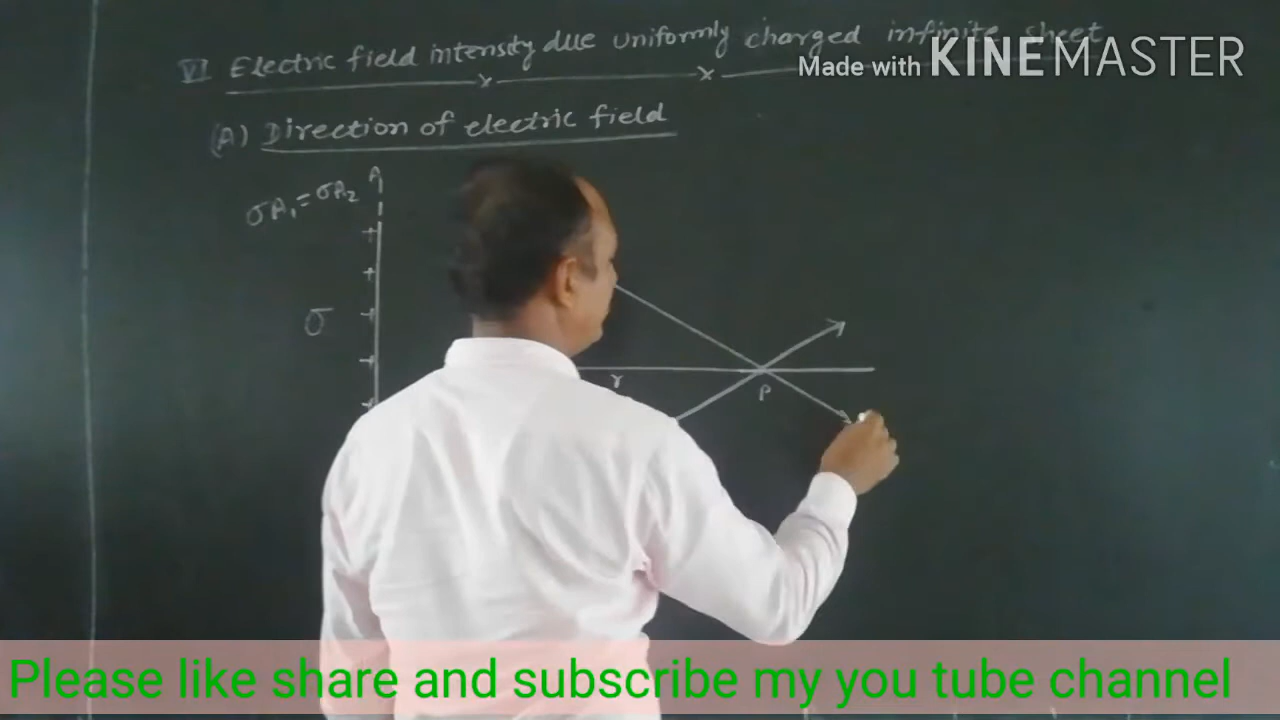 VI Electric field intensity due uniformly charged infinite sheet
Made with KINEMASTER
(A) Direction of electric field
σA₁ = σA₂
A
σ
r
P
Please like share and subscribe my you tube channel